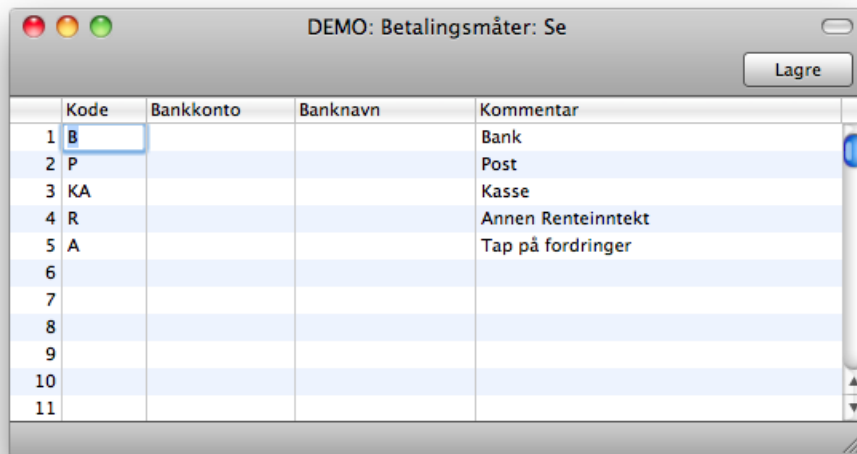 DEMO: Betalingsmåter: Se
Lagre
Kode Bankkonto Banknavn Kommentar
1 B Bank
2 P Post
3 KA Kasse
4 R Annen Renteinntekt
5 A Tap på fordringer
6
7
8
9
10
11